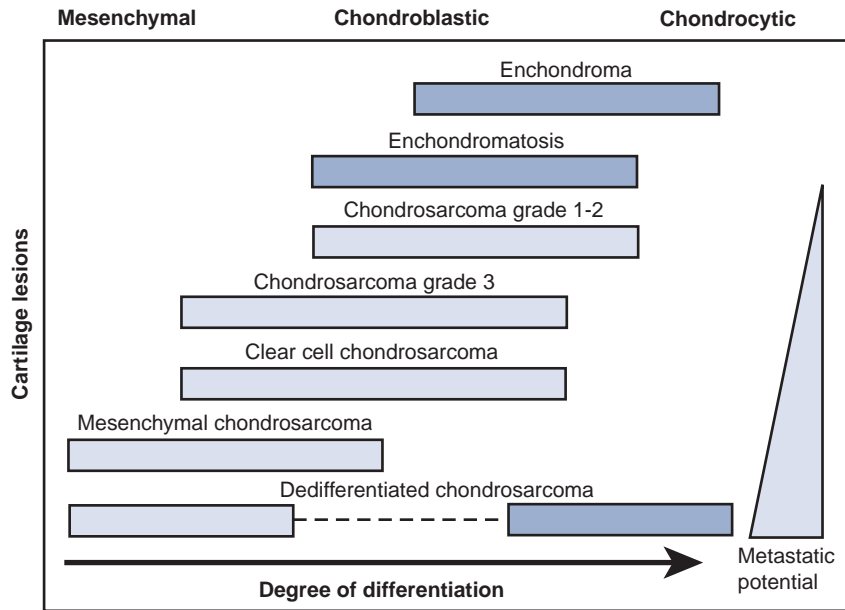 Mesenchymal Chondroblastic Chondrocytic
Enchondroma
Enchondromatosis
Chondrosarcoma grade 1-2
Chondrosarcoma grade 3
Clear cell chondrosarcoma
Mesenchymal chondrosarcoma
Dedifferentiated chondrosarcoma
Cartilage lesions
Degree of differentiation
Metastatic
potential